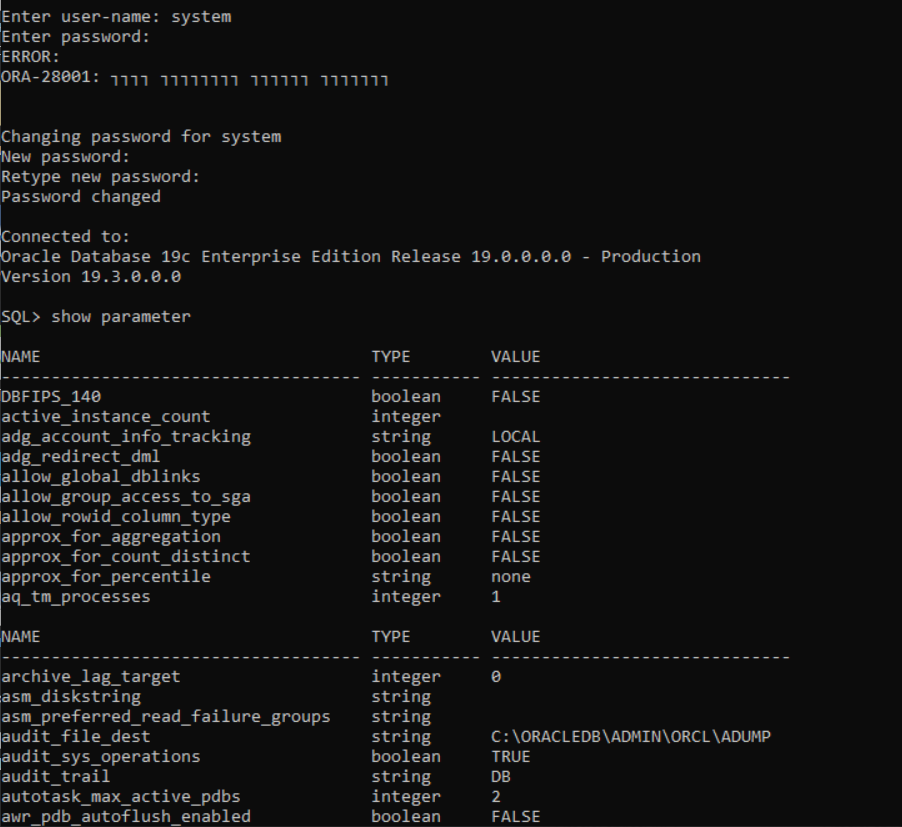 Enter user-name: system
Enter password:
ERROR:
ORA-28001:
Changing password for system
New password:
Retype new password:
Password changed
Connected to:
Oracle Database 19c Enterprise Edition Release 19.0.0.0.0 - Production
Version 19.3.0.0.0
SQL> show parameter
NAME TYPE VALUE
------------------------------------ ----------- ------------------------------
DBFIPS_140 boolean FALSE
active_instance_count integer
adg_account_info_tracking string LOCAL
adg_redirect_dml boolean FALSE
allow_global_dblinks boolean FALSE
allow_group_access_to_sga boolean FALSE
allow_rowid_column_type boolean FALSE
approx_for_aggregation boolean FALSE
approx_for_count_distinct boolean FALSE
approx_for_percentile string none
aq_tm_processes integer 1
NAME TYPE VALUE
------------------------------------ ----------- ------------------------------
archive_lag_target integer 0
asm_diskstring string
asm_preferred_read_failure_groups string
audit_file_dest string C:\ORACLEDB\ADMIN\ORCL\ADUMP
audit_sys_operations boolean TRUE
audit_trail string DB
autotask_max_active_pdbs integer 2
awr_pdb_autoflush_enabled boolean FALSE